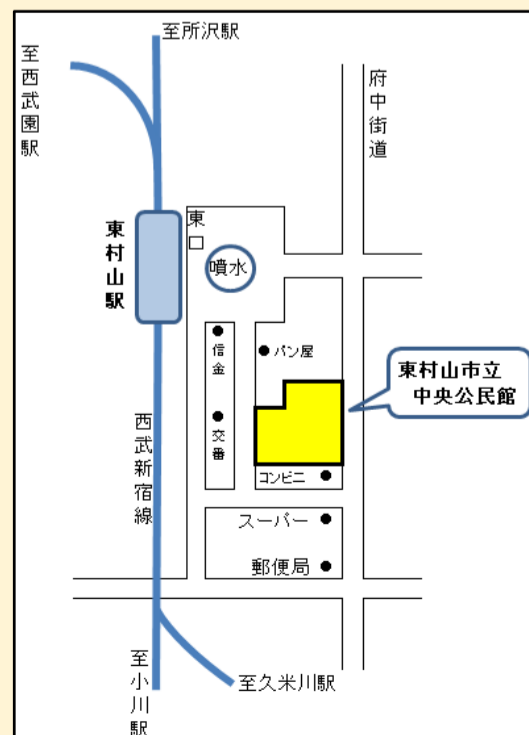 至所沢駅
至西武園駅
府中街道
東口
東村山駅
噴水
信金
パン屋
東村山市立
中央公民館
交番
西武新宿線
コンビニ
スーパー
郵便局
至小川駅
至久米川駅